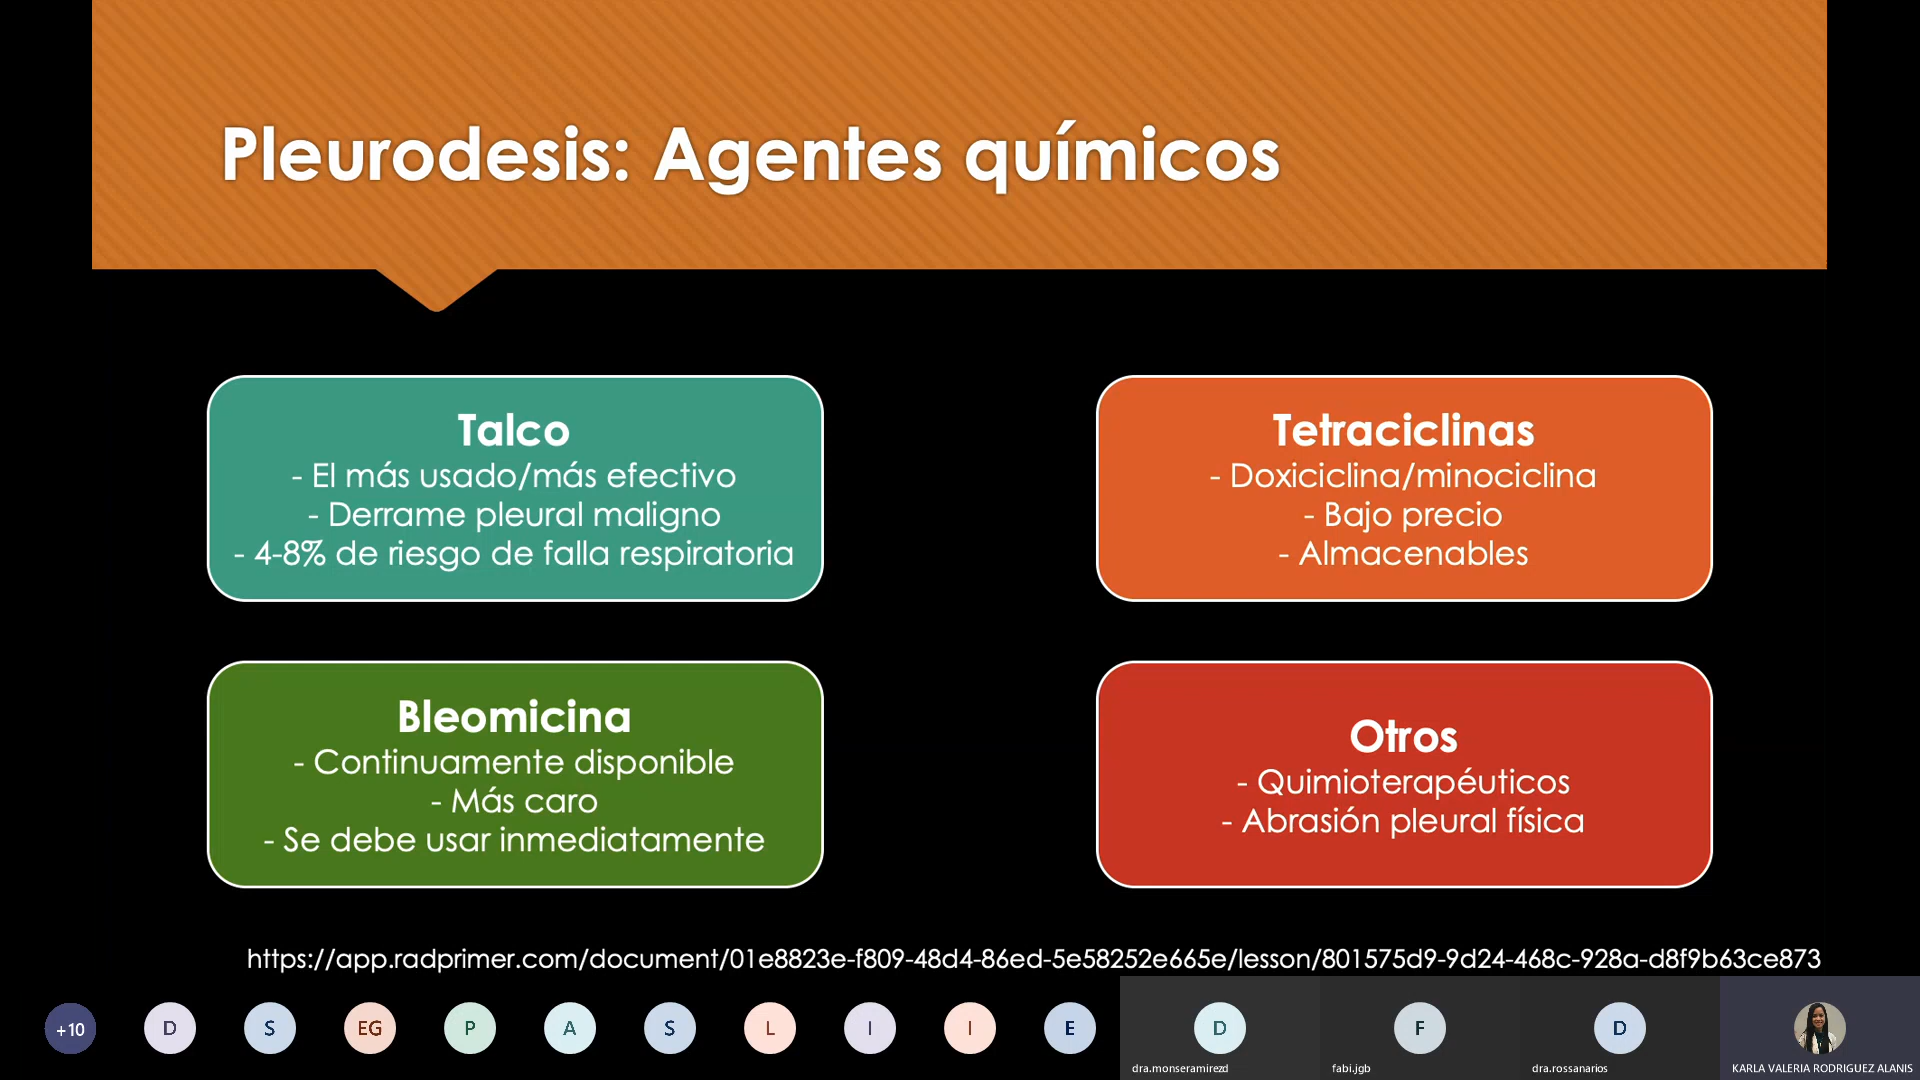 Pleurodesis: Agentes químicos
Talco
- El más usado/más efectivo
- Derrame pleural maligno
- 4-8% de riesgo de falla respiratoria
Tetraciclinas
- Doxiciclina/minociclina
- Bajo precio
- Almacenables
Bleomicina
- Continuamente disponible
- Más caro
- Se debe usar inmediatamente
Otros
- Quimioterapéuticos
- Abrasión pleural física
https://app.radprimer.com/document/01e8823e-f809-48d4-86ed-5e58252e665e/lesson/801575d9-9d24-468c-928a-d8f9b63ce873
+10 D S EG P A S L I I E D F D
dra.monseramirezd fabi.jgb dra.rossanarios KARLA VALERIA RODRIGUEZ ALANIS